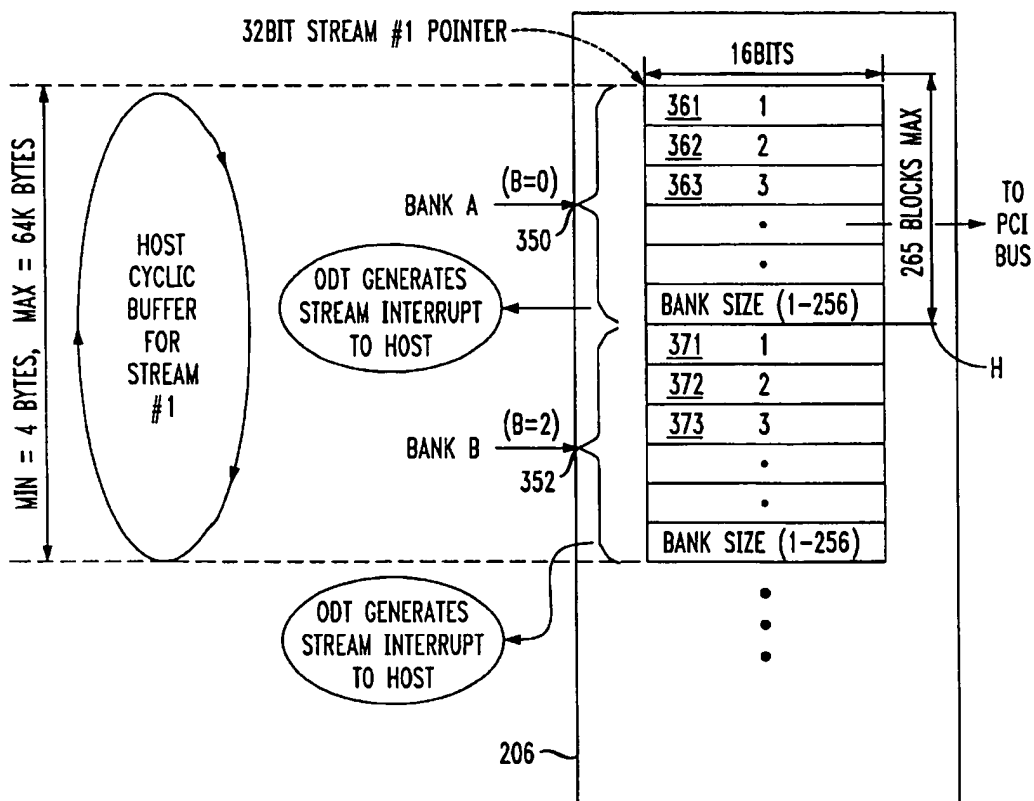 32BIT STREAM #1 POINTER
16BITS
361 1
362 2
363 3
265 BLOCKS MAX
TO
PCI
BUS
MIN = 4 BYTES, MAX = 64K BYTES
HOST
CYCLIC
BUFFER
FOR
STREAM
#1
BANK A
(B=0)
350
ODT GENERATES
STREAM INTERRUPT
TO HOST
BANK SIZE (1-256)
H
371 1
372 2
373 3
BANK B
(B=2)
352
BANK SIZE (1-256)
ODT GENERATES
STREAM INTERRUPT
TO HOST
206